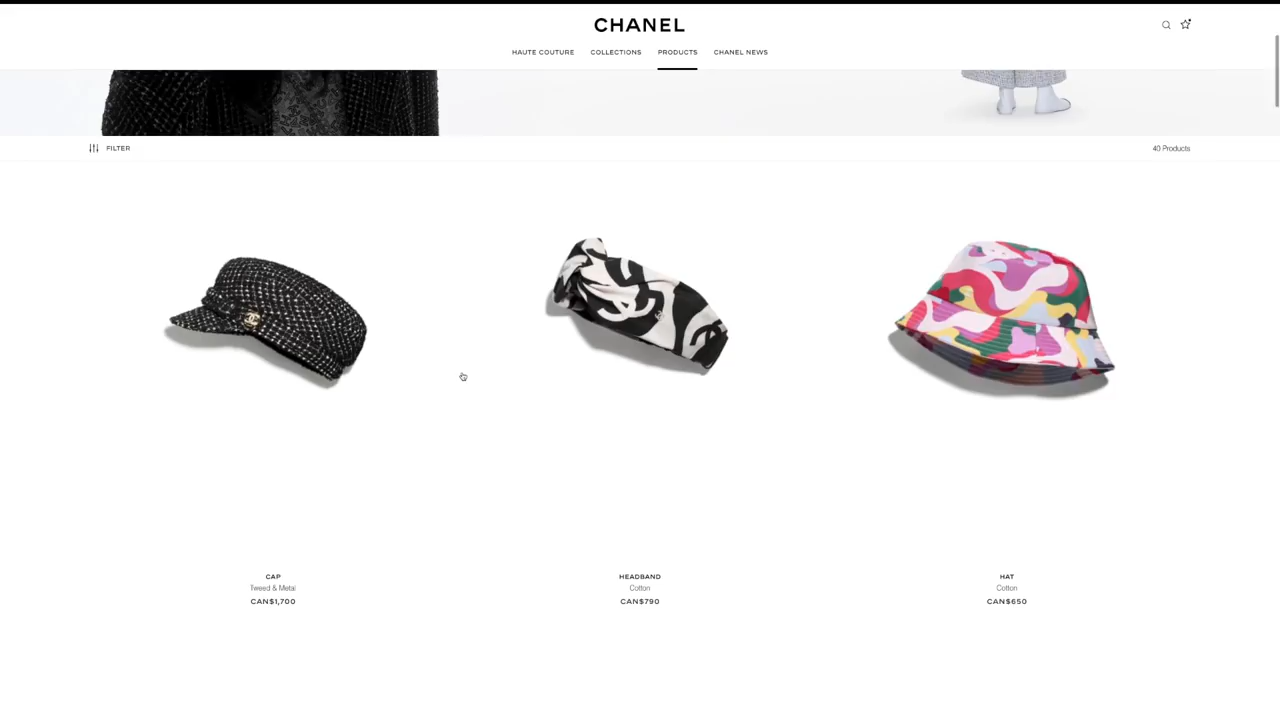 CHANEL
HAUTE COUTURE COLLECTIONS PRODUCTS CHANEL NEWS
FILTER 40 Products
CAP HEADBAND HAT
Tweed & Metal Cotton Cotton
CAN$1,700 CAN$790 CAN$650